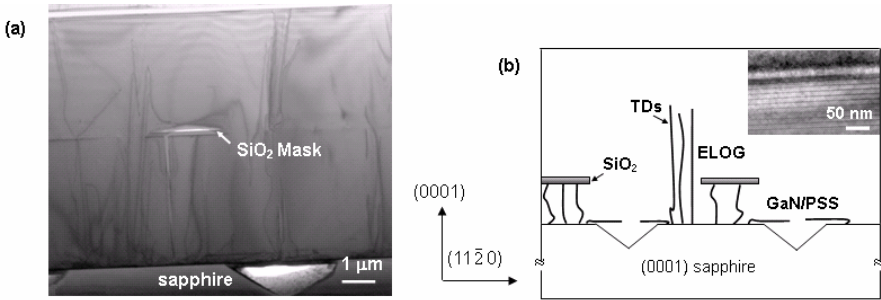 (a)
SiO₂ Mask
sapphire
1 μm
(b)
50 nm
TDs
ELOG
SiO₂
GaN/PSS
(0001)
(112̄0)
(0001) sapphire